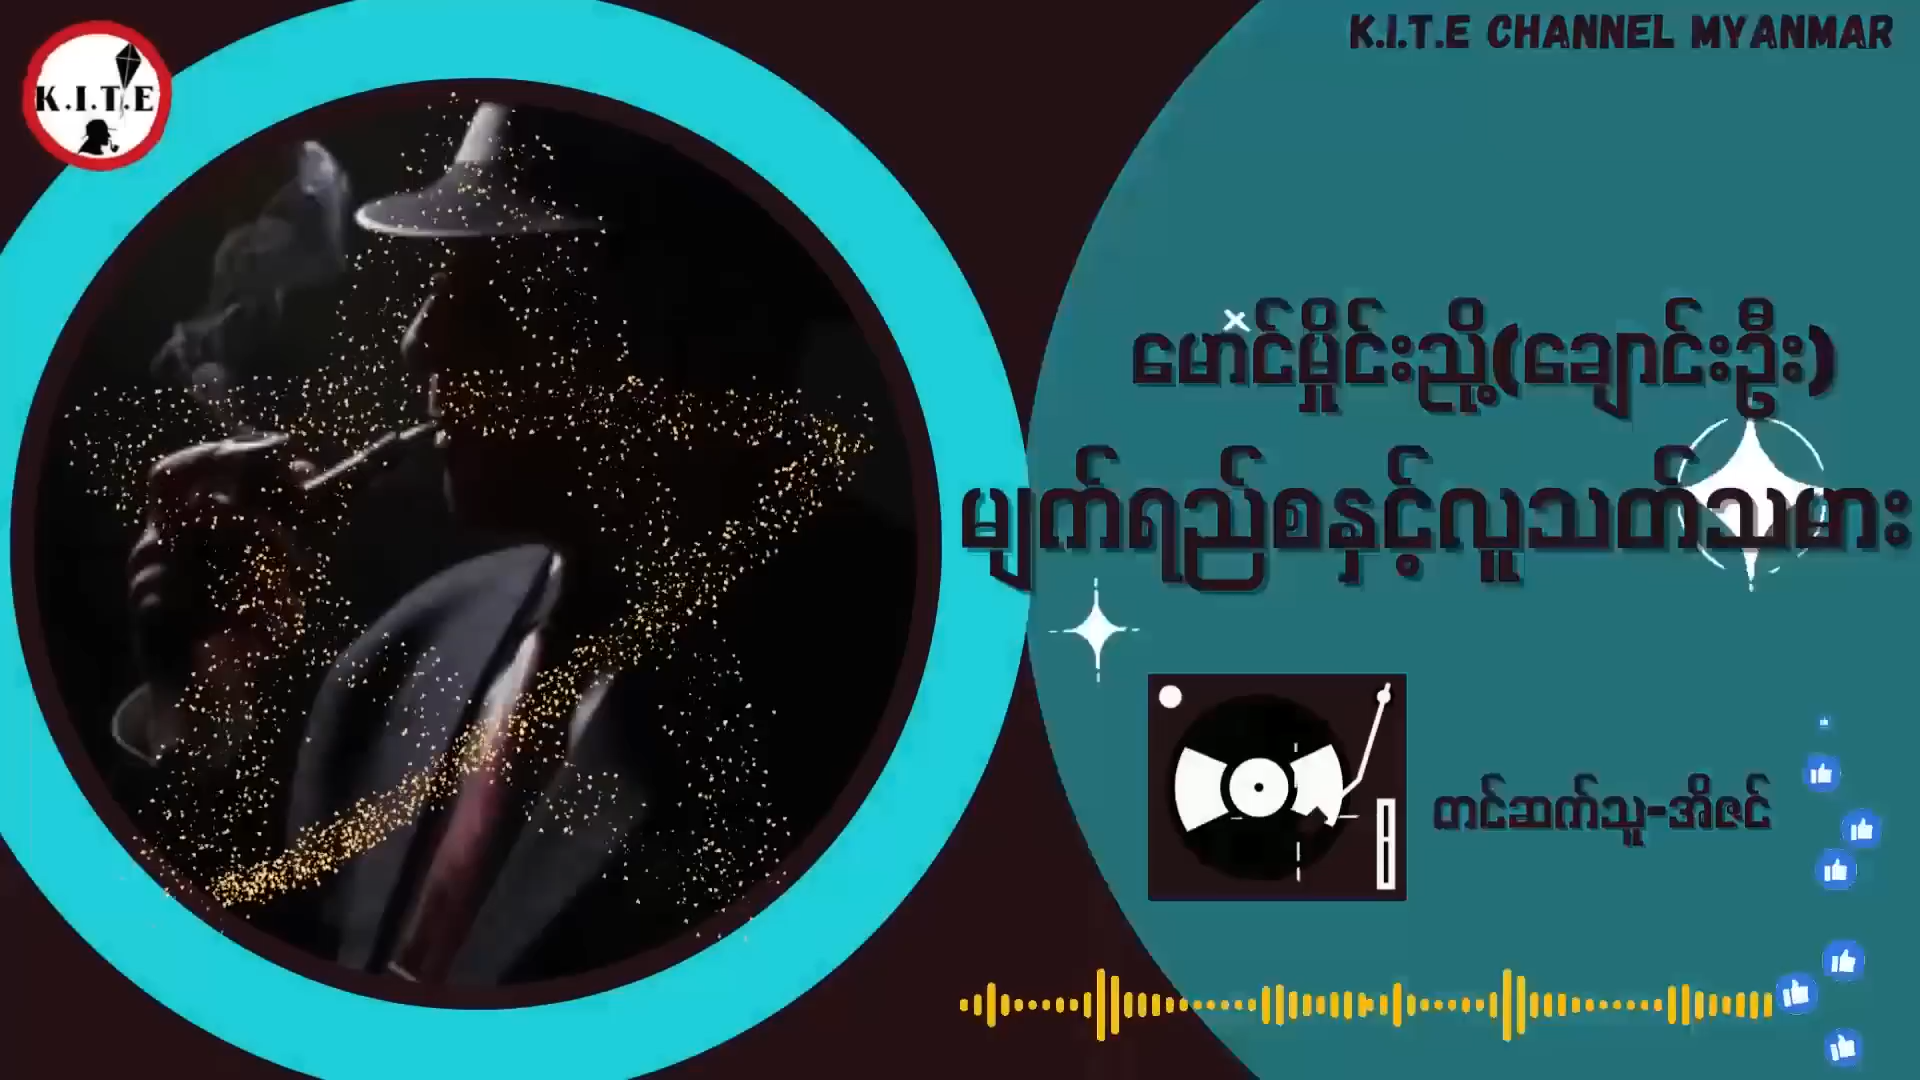 K.I.T.E
K.I.T.E CHANNEL MYANMAR
မောင်မှိုင်းညို့(ချောင်းဦး)
မျက်ရည်စနှင့်လူသတ်သမား
တင်ဆက်သူ-အိဇင်